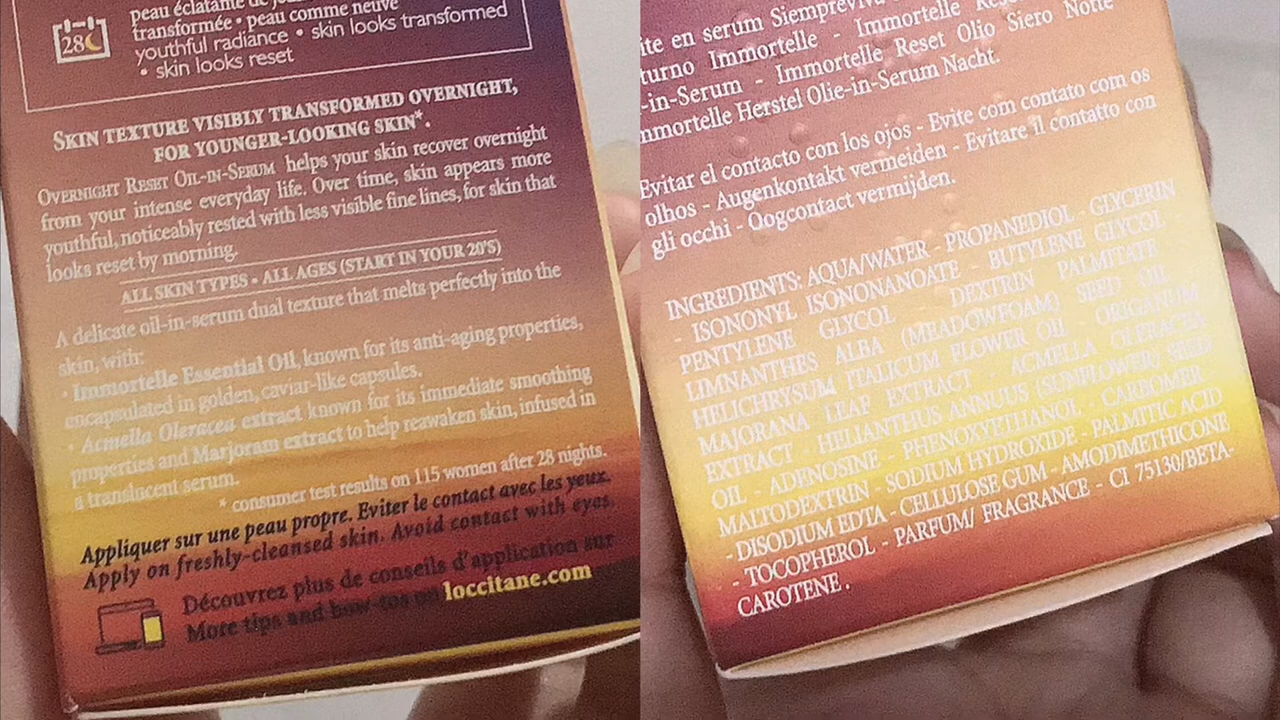 peau éclatante de
transformée • peau comme neuve
28
youthful radiance • skin looks transformed
• skin looks reset
SKIN TEXTURE VISIBLY TRANSFORMED OVERNIGHT,
FOR YOUNGER-LOOKING SKIN*.
OVERNIGHT RESET OIL-IN-SERUM helps your skin recover overnight
from your intense everyday life. Over time, skin appears more
youthful, noticeably rested with less visible fine lines, for skin that
looks reset by morning.
ALL SKIN TYPES • ALL AGES (START IN YOUR 20'S)
A delicate oil-in-serum dual texture that melts perfectly into the
skin, with:
• Immortelle Essential Oil, known for its anti-aging properties,
encapsulated in golden, caviar-like capsules.
• Acmella Oleracea extract known for its immediate smoothing
properties and Marjoram extract to help reawaken skin, infused in
a translucent serum.
* consumer test results on 115 women after 28 nights.
Appliquer sur une peau propre. Eviter le contact avec les yeux.
Apply on freshly-cleansed skin. Avoid contact with eyes.
Découvrez plus de conseils d'application sur
More tips and how-tos on loccitane.com
ite en serum Siempreviva
turno Immortelle - Immortelle
-in-Serum - Immortelle Reset Olio Siero Notte
mmortelle Herstel Olie-in-Serum Nacht.
Evitar el contacto con los ojos - Evite com contato com os
olhos - Augenkontakt vermeiden - Evitare il contatto con
gli occhi - Oogcontact vermijden.
INGREDIENTS: AQUA/WATER - PROPANEDIOL - GLYCERIN
- ISONONYL ISONONANOATE - BUTYLENE GLYCOL -
PENTYLENE GLYCOL - DEXTRIN PALMITATE -
LIMNANTHES ALBA (MEADOWFOAM) SEED OIL -
HELICHRYSUM ITALICUM FLOWER OIL - ORIGANUM
MAJORANA LEAF EXTRACT - ACMELLA OLERACEA
EXTRACT - HELIANTHUS ANNUUS (SUNFLOWER) SEED
OIL - ADENOSINE - PHENOXYETHANOL - CARBOMER -
MALTODEXTRIN - SODIUM HYDROXIDE - PALMITIC ACID
- DISODIUM EDTA - CELLULOSE GUM - AMODIMETHICONE
- TOCOPHEROL - PARFUM/ FRAGRANCE - CI 75130/BETA-
CAROTENE .